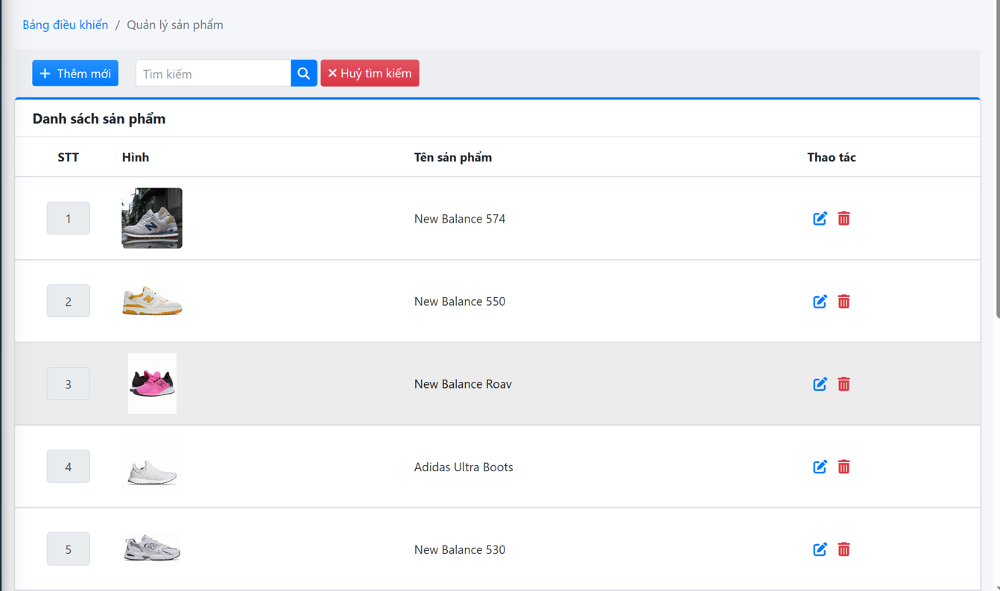 Bảng điều khiển / Quản lý sản phẩm
Thêm mới Tìm kiếm Huỷ tìm kiếm
Danh sách sản phẩm
STT Hình Tên sản phẩm Thao tác
1 New Balance 574
2 New Balance 550
3 New Balance Roav
4 Adidas Ultra Boots
5 New Balance 530